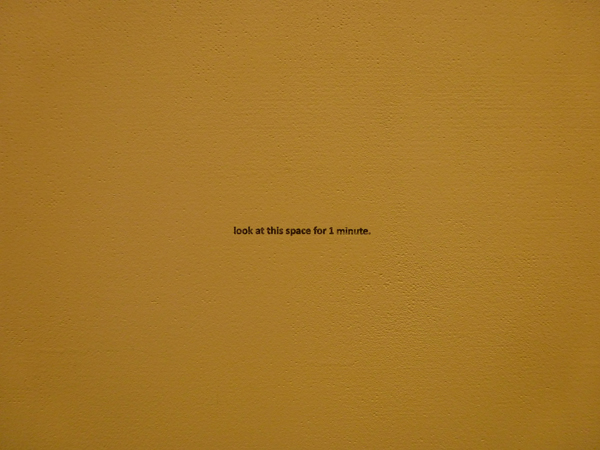 look at this space for 1 minute.